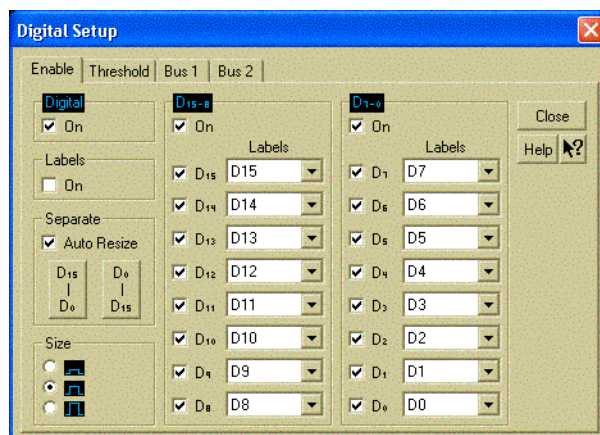 Digital Setup
Enable Threshold Bus 1 Bus 2
Digital
On
Labels
On
Separate
Auto Resize
D15
|
D0
D0
|
D15
Size
D15-8
On
Labels
D15 D15
D14 D14
D13 D13
D12 D12
D11 D11
D10 D10
D9 D9
D8 D8
D7-0
On
Labels
D7 D7
D6 D6
D5 D5
D4 D4
D3 D3
D2 D2
D1 D1
D0 D0
Close
Help ?